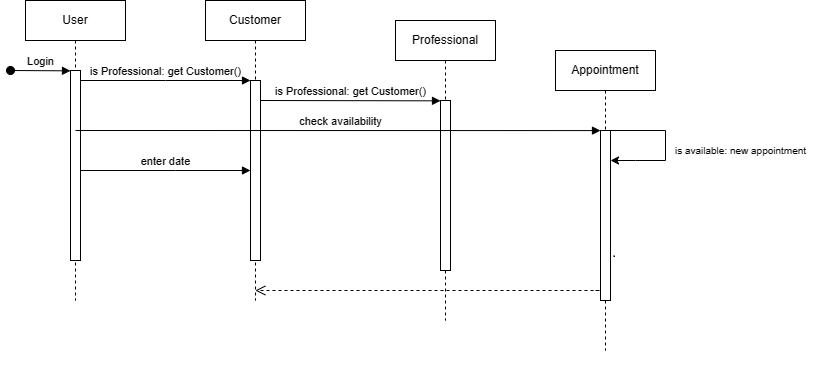 User
Customer
Professional
Appointment
Login
is Professional: get Customer()
is Professional: get Customer()
check availability
is available: new appointment
enter date
.